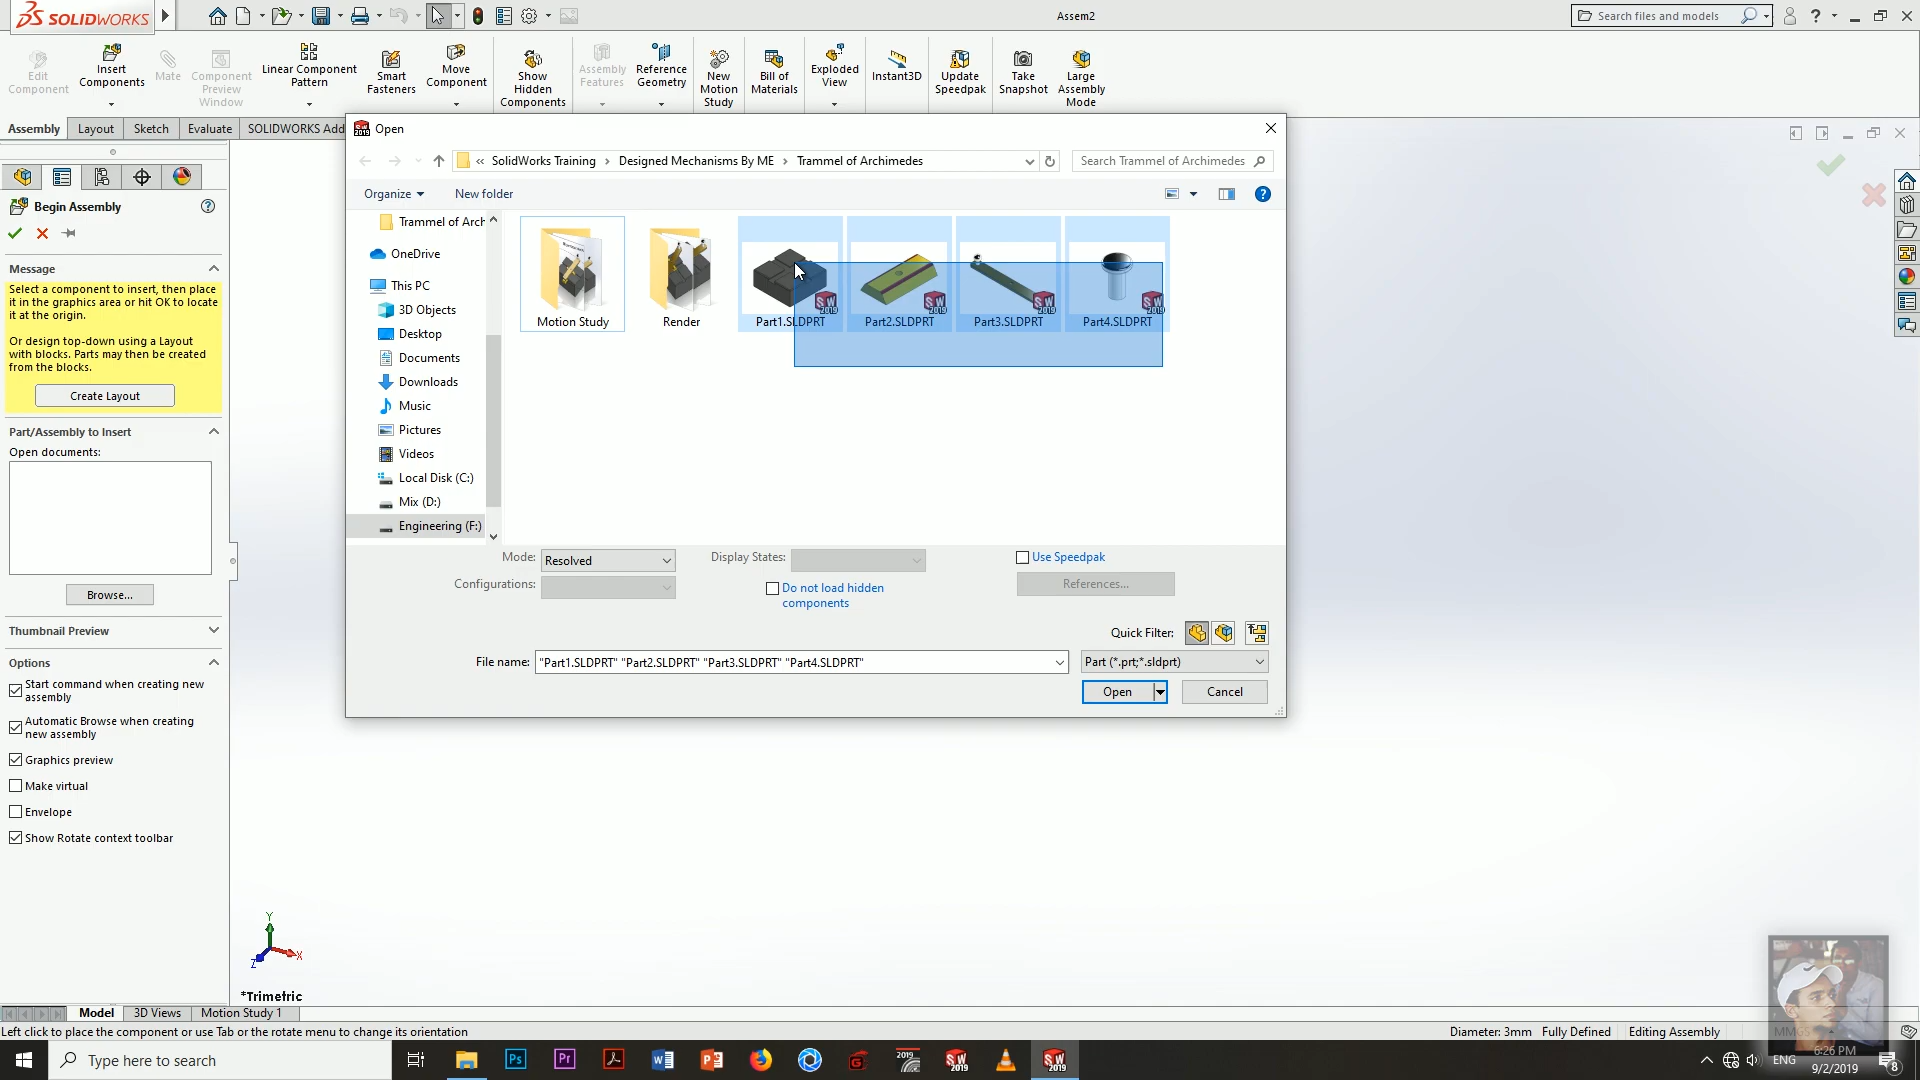 SOLIDWORKS
Assem2
Search files and models
Edit Component
Insert Components
Mate
Component Preview Window
Linear Component Pattern
Smart Fasteners
Move Component
Show Hidden Components
Assembly Features
Reference Geometry
New Motion Study
Bill of Materials
Exploded View
Instant3D
Update Speedpak
Take Snapshot
Large Assembly Mode
Assembly
Layout
Sketch
Evaluate
SOLIDWORKS Add
Begin Assembly
Message
Select a component to insert, then place
it in the graphics area or hit OK to locate
it at the origin.
Or design top-down using a Layout
with blocks. Parts may then be created
from the blocks.
Create Layout
Part/Assembly to Insert
Open documents:
Browse...
Thumbnail Preview
Options
Start command when creating new
assembly
Automatic Browse when creating
new assembly
Graphics preview
Make virtual
Envelope
Show Rotate context toolbar
Open
« SolidWorks Training › Designed Mechanisms By ME › Trammel of Archimedes
Search Trammel of Archimedes
Organize
New folder
Trammel of Arch
OneDrive
This PC
3D Objects
Desktop
Documents
Downloads
Music
Pictures
Videos
Local Disk (C:)
Mix (D:)
Engineering (F:)
Motion Study
Render
Part1.SLDPRT
Part2.SLDPRT
Part3.SLDPRT
Part4.SLDPRT
Mode:
Resolved
Display States:
Use Speedpak
Configurations:
Do not load hidden
components
References...
Quick Filter:
File name:
"Part1.SLDPRT" "Part2.SLDPRT" "Part3.SLDPRT" "Part4.SLDPRT"
Part (*.prt;*.sldprt)
Open
Cancel
Y
X
Z
*Trimetric
Model
3D Views
Motion Study 1
Left click to place the component or use Tab or the rotate menu to change its orientation
Diameter: 3mm
Fully Defined
Editing Assembly
MMGS
Type here to search
ENG
6:26 PM
9/2/2019
8